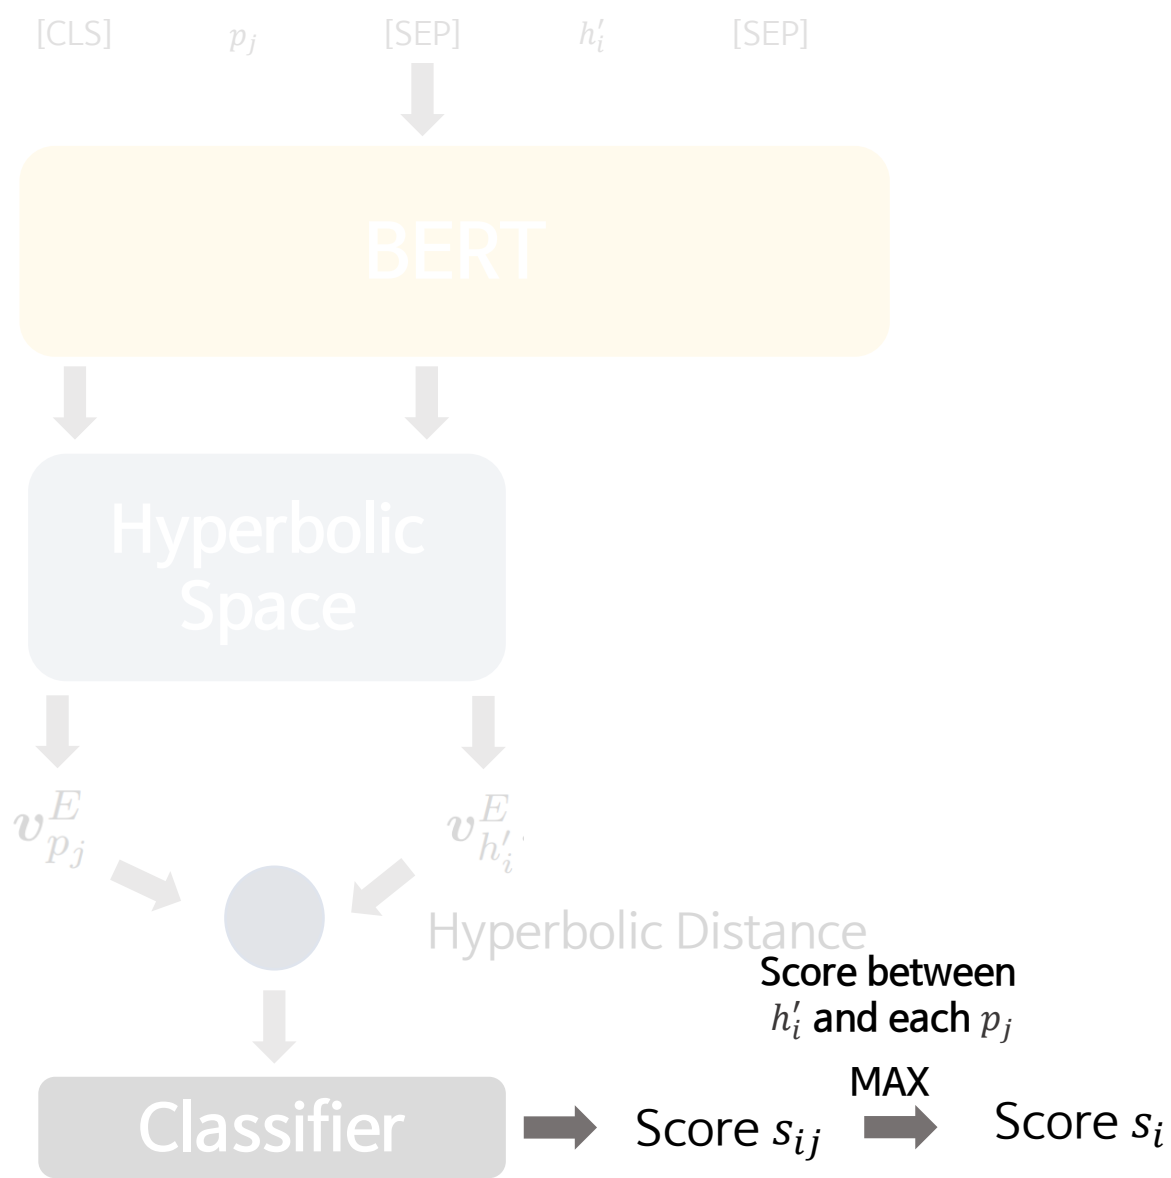 [CLS] p_j [SEP] h'_i [SEP]
BERT
Hyperbolic
Space
v^E_{p_j} v^E_{h'_i}
Hyperbolic Distance
Score between
h'_i and each p_j
MAX
Classifier Score s_{ij} Score s_i